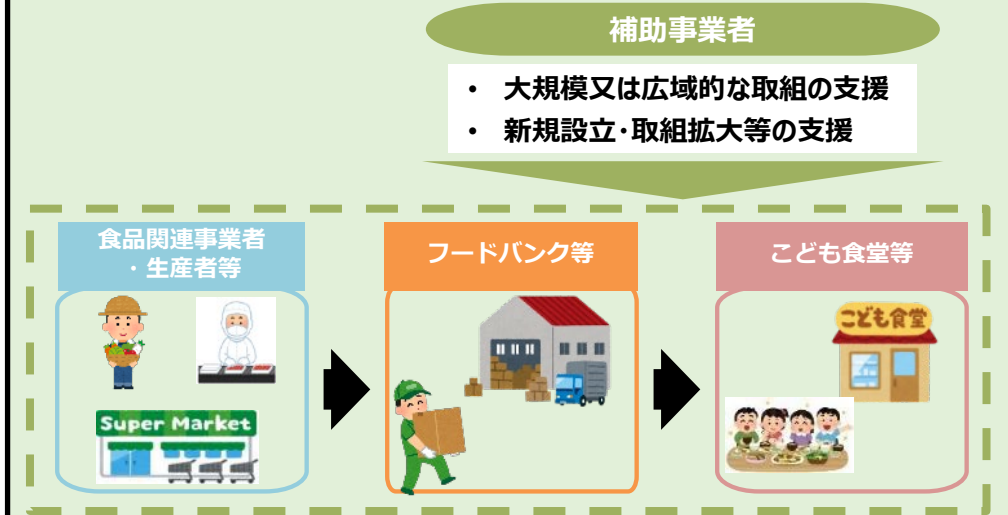 補助事業者
・ 大規模又は広域的な取組の支援
・ 新規設立・取組拡大等の支援
食品関連事業者
・生産者等
フードバンク等
こども食堂等
Super Market
こども食堂